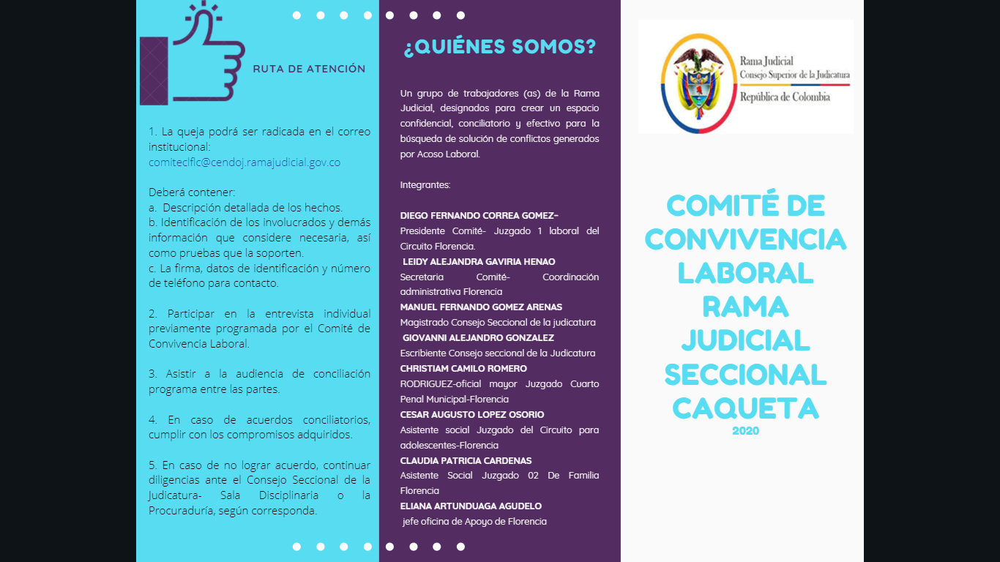 RUTA DE ATENCIÓN
1. La queja podrá ser radicada en el correo
institucional:
comiteclflc@cendoj.ramajudicial.gov.co
Deberá contener:
a. Descripción detallada de los hechos.
b. Identificación de los involucrados y demás
información que considere necesaria, así
como pruebas que la soporten.
c. La firma, datos de identificación y número
de teléfono para contacto.
2. Participar en la entrevista individual
previamente programada por el Comité de
Convivencia Laboral.
3. Asistir a la audiencia de conciliación
programa entre las partes.
4. En caso de acuerdos conciliatorios,
cumplir con los compromisos adquiridos.
5. En caso de no lograr acuerdo, continuar
diligencias ante el Consejo Seccional de la
Judicatura- Sala Disciplinaria o la
Procuraduría, según corresponda.
¿QUIÉNES SOMOS?
Un grupo de trabajadores (as) de la Rama
Judicial, designados para crear un espacio
confidencial, conciliatorio y efectivo para la
búsqueda de solución de conflictos generados
por Acoso Laboral.
Integrantes:
DIEGO FERNANDO CORREA GOMEZ–
Presidente Comité- Juzgado 1 laboral del
Circuito Florencia.
LEIDY ALEJANDRA GAVIRIA HENAO
Secretaria Comité- Coordinación
administrativa Florencia
MANUEL FERNANDO GOMEZ ARENAS
Magistrado Consejo Seccional de la judicatura
GIOVANNI ALEJANDRO GONZALEZ
Escribiente Consejo seccional de la Judicatura
CHRISTIAM CAMILO ROMERO
RODRIGUEZ-oficial mayor Juzgado Cuarto
Penal Municipal-Florencia
CESAR AUGUSTO LOPEZ OSORIO
Asistente social Juzgado del Circuito para
adolescentes-Florencia
CLAUDIA PATRICIA CARDENAS
Asistente Social Juzgado 02 De Familia
Florencia
ELIANA ARTUNDUAGA AGUDELO
jefe oficina de Apoyo de Florencia
Rama Judicial
Consejo Superior de la Judicatura
República de Colombia
COMITÉ DE
CONVIVENCIA
LABORAL
RAMA
JUDICIAL
SECCIONAL
CAQUETA
2020